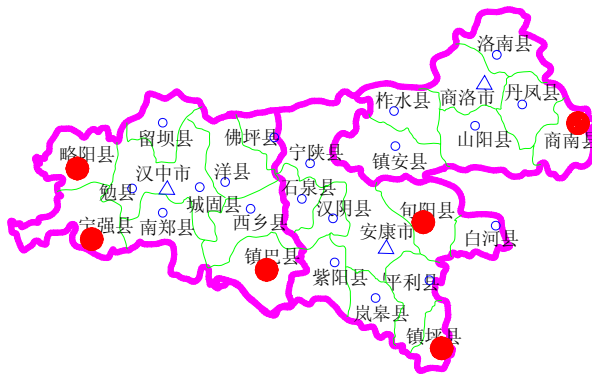 洛南县
商洛市
丹凤县
柞水县
山阳县
商南县
镇安县
留坝县
佛坪县
宁陕县
略阳县
汉中市
洋县
勉县
城固县
石泉县
汉阴县
旬阳县
宁强县
南郑县
西乡县
安康市
白河县
镇巴县
紫阳县
平利县
岚皋县
镇坪县